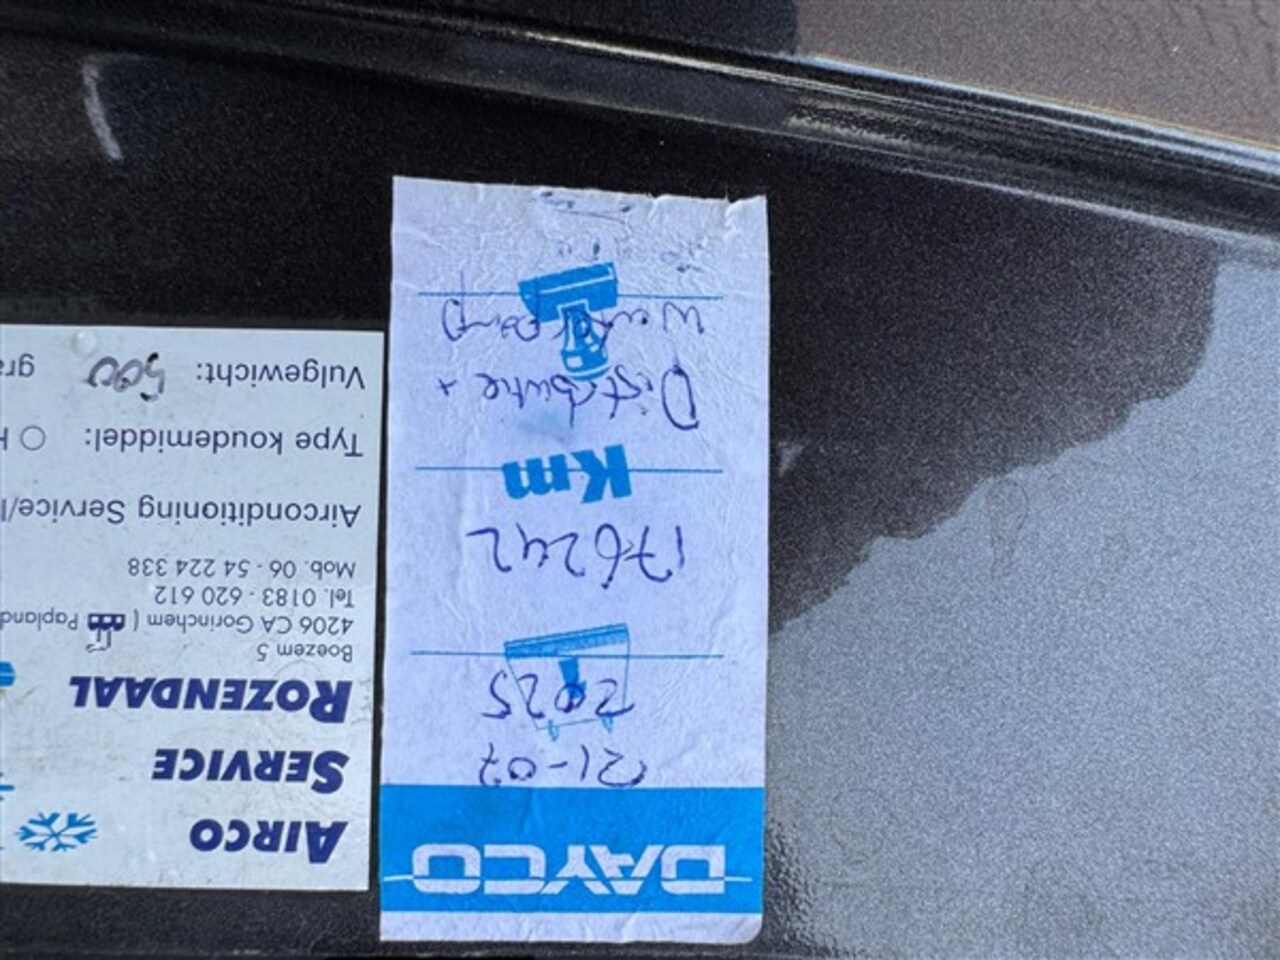 DAYCO
21-07
2025
176242
Km
Distributie +
Waterpomp
AIRCO
SERVICE
ROZENDAAL
Boezem 5
4206 CA Gorinchem (
Tel. 0183 - 620 612
Mob. 06 - 54 224 338
Airconditioning Service/
Type koudemiddel:
Vulgewicht: 500